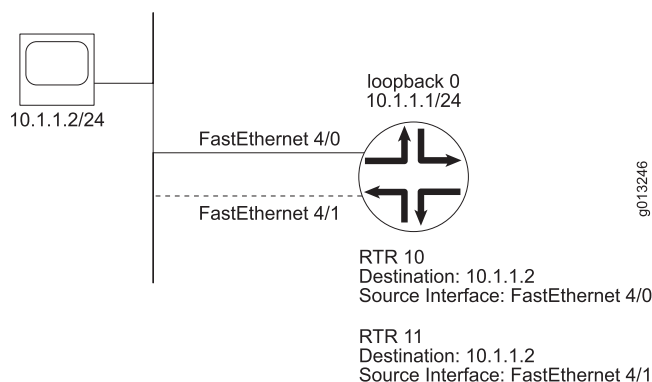 loopback 0
10.1.1.1/24
10.1.1.2/24
FastEthernet 4/0
FastEthernet 4/1
g013246
RTR 10
Destination: 10.1.1.2
Source Interface: FastEthernet 4/0
RTR 11
Destination: 10.1.1.2
Source Interface: FastEthernet 4/1